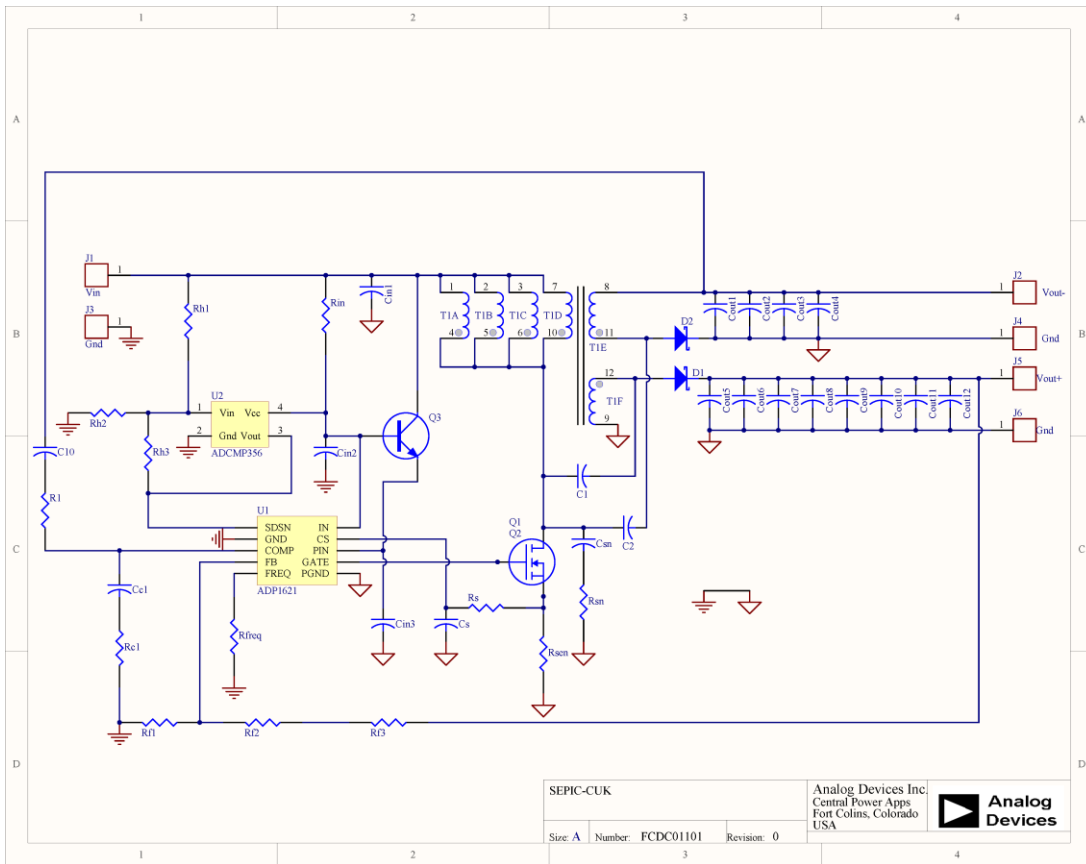 1 2 3 4
A A
J1
1
Vin
J3
1
Gnd
B B
Rh1
Rin
Cin1
1 2 3 7
T1A T1B T1C T1D
4 5 6 10
8
11
T1E
12
T1F
9
D2
D1
Cout1 Cout2 Cout3 Cout4
Cout5 Cout6 Cout7 Cout8 Cout9 Cout10 Cout11 Cout12
J2
1 Vout-
J4
1 Gnd
J5
1 Vout+
J6
1 Gnd
U2
1 Vin Vcc 4
2 Gnd Vout 3
ADCMP356
Rh2
Rh3
Cin2
Q3
C10
R1
C1
C2
C C
U1
SDSN IN
GND CS
COMP PIN
FB GATE
FREQ PGND
ADP1621
Q1
Q2
Csn
Rsn
Cc1
Rc1
Rfreq
Cin3
Rs
Cs
Rsen
Rf1 Rf2 Rf3
D D
SEPIC-CUK
Size: A Number: FCDC01101 Revision: 0
Analog Devices Inc.
Central Power Apps
Fort Colins, Colorado
USA
Analog
Devices
1 2 3 4